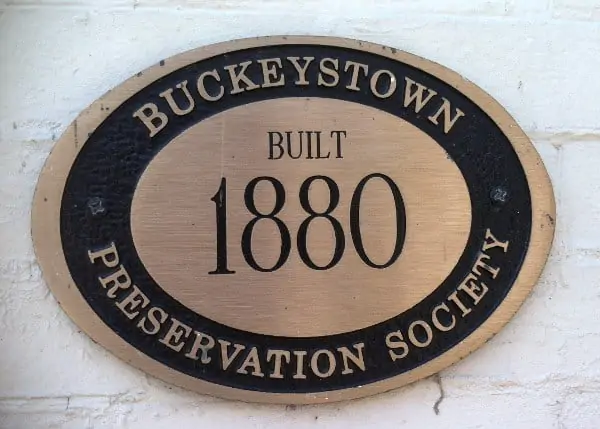 BUCKEYSTOWN
BUILT
1880
PRESERVATION SOCIETY